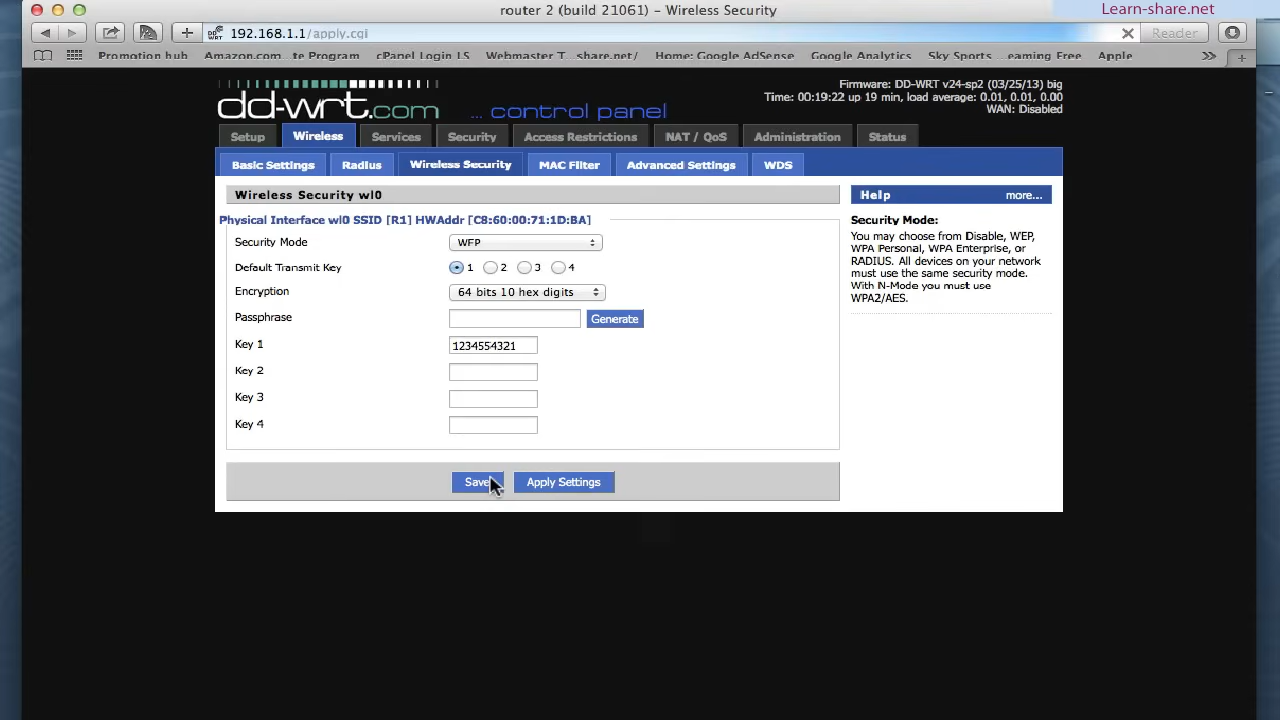 router 2 (build 21061) – Wireless Security
Learn-share.net
192.168.1.1/apply.cgi
Reader
Promotion hub
Amazon.com...te Program
cPanel Login LS
Webmaster T...share.net/
Home: Google AdSense
Google Analytics
Sky Sports
...eaming Free
Apple
dd-wrt.com
... control panel
Firmware: DD-WRT v24-sp2 (03/25/13) big
Time: 00:19:22 up 19 min, load average: 0.01, 0.01, 0.00
WAN: Disabled
Setup
Wireless
Services
Security
Access Restrictions
NAT / QoS
Administration
Status
Basic Settings
Radius
Wireless Security
MAC Filter
Advanced Settings
WDS
Wireless Security wl0
Physical Interface wl0 SSID [R1] HWAddr [C8:60:00:71:1D:BA]
Security Mode
WEP
Default Transmit Key
1
2
3
4
Encryption
64 bits 10 hex digits
Passphrase
Generate
Key 1
1234554321
Key 2
Key 3
Key 4
Save
Apply Settings
Help
more...
Security Mode:
You may choose from Disable, WEP,
WPA Personal, WPA Enterprise, or
RADIUS. All devices on your network
must use the same security mode.
With N-Mode you must use
WPA2/AES.